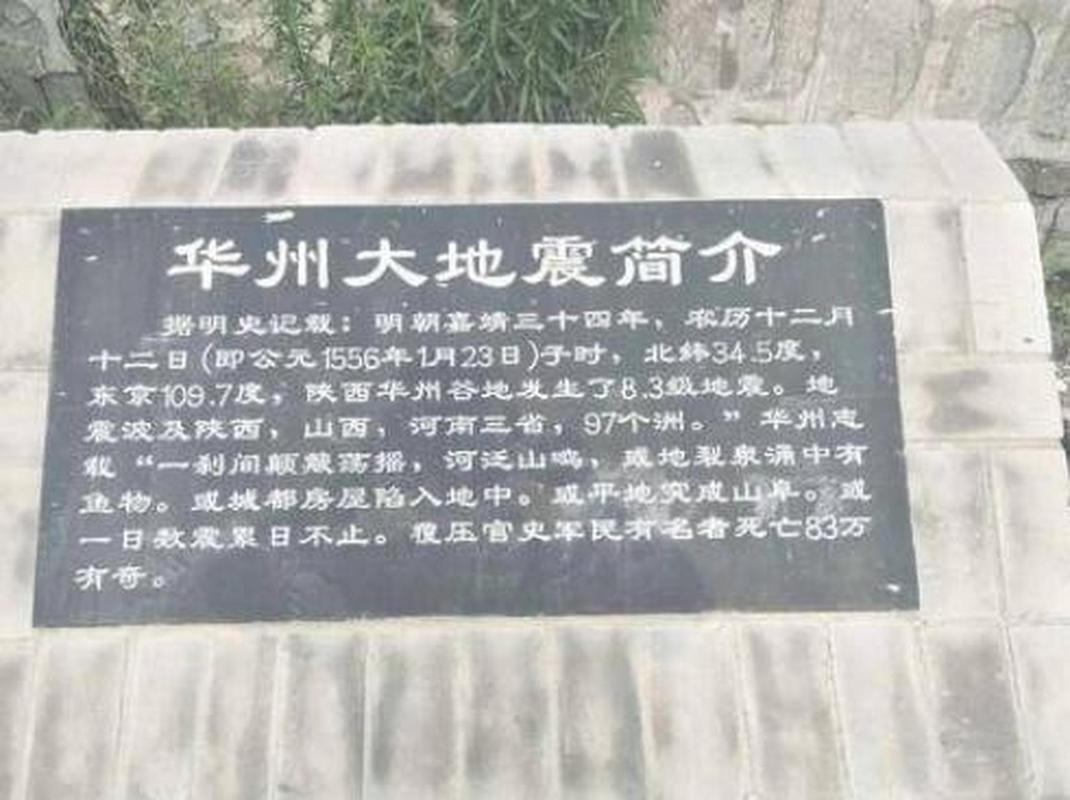 华州大地震简介
据明史记载：明朝嘉靖三十四年，农历十二月
十二日(即公元1556年1月23日)子时，北纬34.5度，
东京109.7度，陕西华州谷地发生了8.3级地震。地
震波及陕西，山西，河南三省，97个洲。”华州志
载“一刹间颠簸荡摇，河迁山鸣，或地裂泉涌中有
鱼物。或城都房屋陷入地中。或平地突成山阜。或
一日数震累日不止。覆压官史军民有名者死亡83万
有奇。